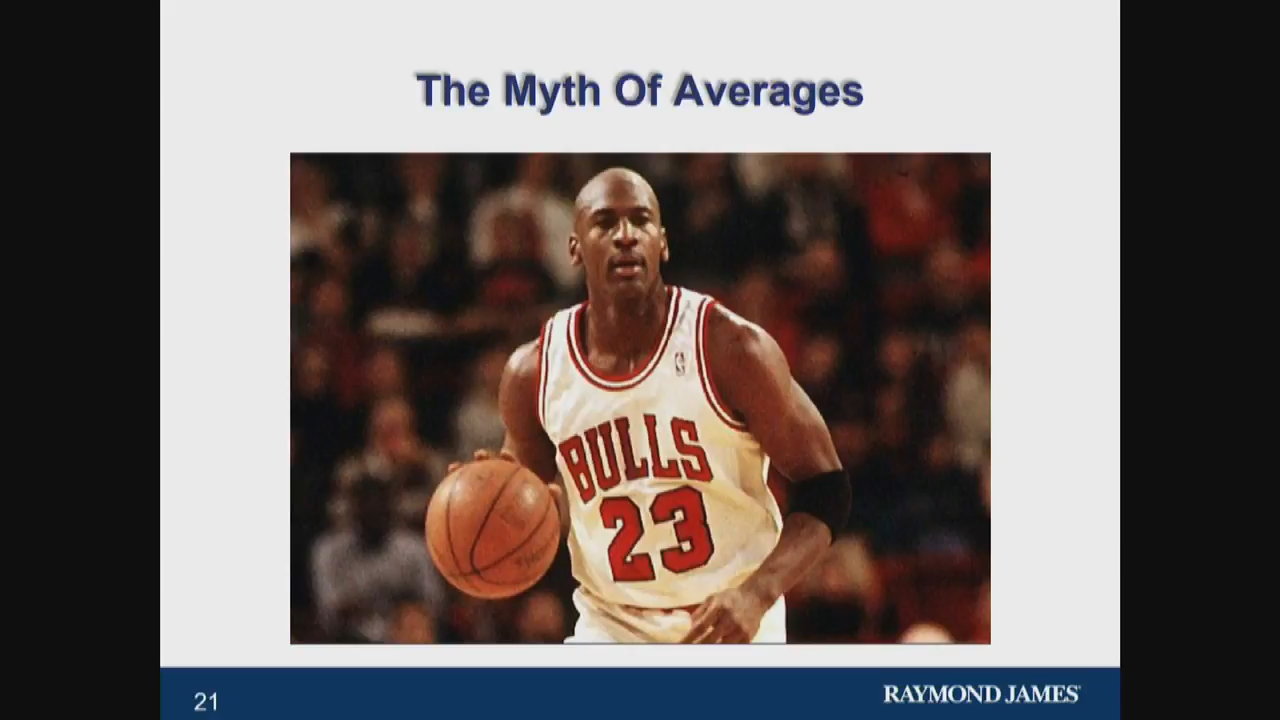 The Myth Of Averages
BULLS
23
21
RAYMOND JAMES